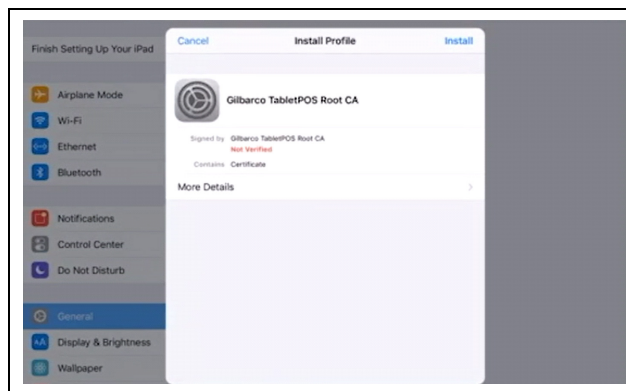 Finish Setting Up Your iPad
Airplane Mode
Wi-Fi
Ethernet
Bluetooth
Notifications
Control Center
Do Not Disturb
General
Display & Brightness
Wallpaper
Cancel Install Profile Install
Gilbarco TabletPOS Root CA
Signed by Gilbarco TabletPOS Root CA
Not Verified
Contains Certificate
More Details